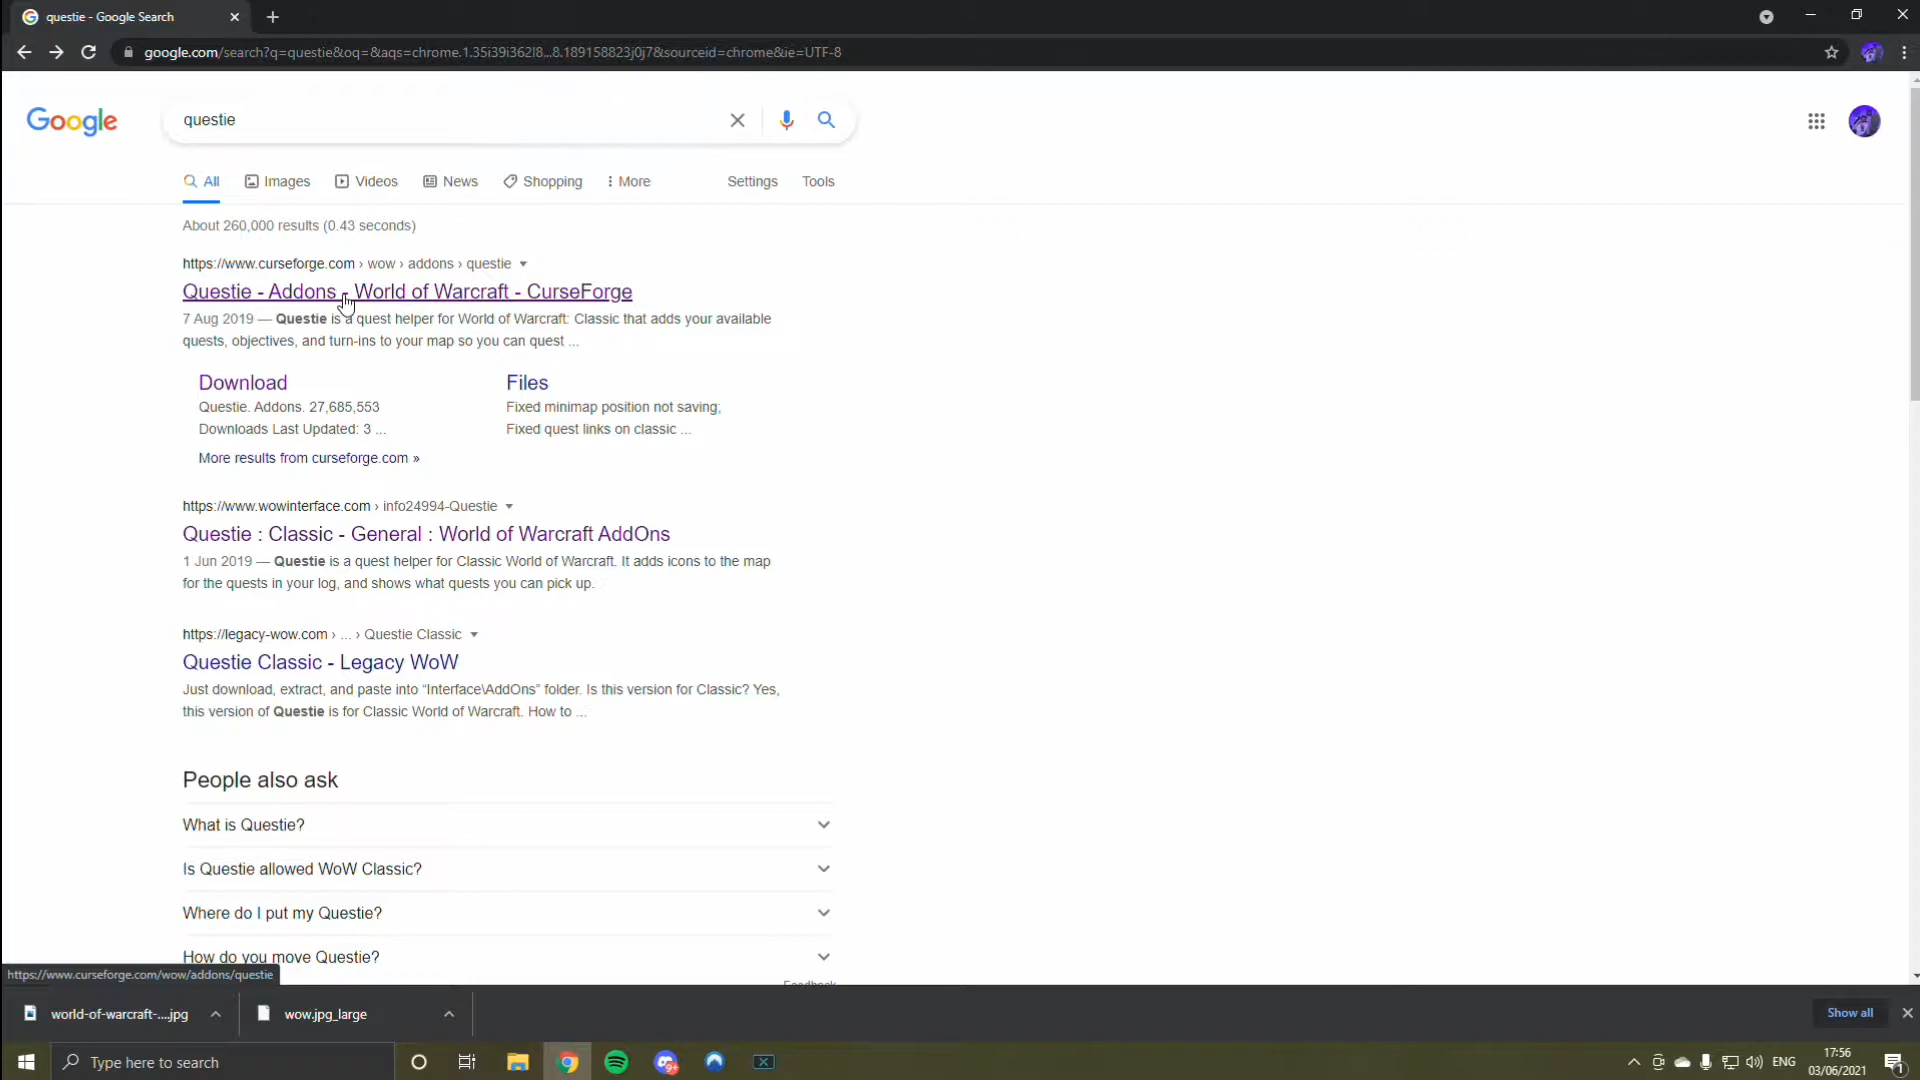 questie - Google Search
google.com/search?q=questie&oq=&aqs=chrome.1.35i39i362l8...8.189158823j0j7&sourceid=chrome&ie=UTF-8
Google
questie
All
Images
Videos
News
Shopping
More
Settings
Tools
About 260,000 results (0.43 seconds)
https://www.curseforge.com › wow › addons › questie
Questie - Addons - World of Warcraft - CurseForge
7 Aug 2019 — Questie is a quest helper for World of Warcraft: Classic that adds your available
quests, objectives, and turn-ins to your map so you can quest ...
Download
Questie. Addons. 27,685,553
Downloads Last Updated: 3 ...
Files
Fixed minimap position not saving;
Fixed quest links on classic ...
More results from curseforge.com »
https://www.wowinterface.com › info24994-Questie
Questie : Classic - General : World of Warcraft AddOns
1 Jun 2019 — Questie is a quest helper for Classic World of Warcraft. It adds icons to the map
for the quests in your log, and shows what quests you can pick up.
https://legacy-wow.com › ... › Questie Classic
Questie Classic - Legacy WoW
Just download, extract, and paste into “Interface\AddOns” folder. Is this version for Classic? Yes,
this version of Questie is for Classic World of Warcraft. How to ...
People also ask
What is Questie?
Is Questie allowed WoW Classic?
Where do I put my Questie?
How do you move Questie?
Feedback
https://www.curseforge.com/wow/addons/questie
world-of-warcraft-....jpg
wow.jpg_large
Show all
Type here to search
9+
ENG
17:56
03/06/2021
1